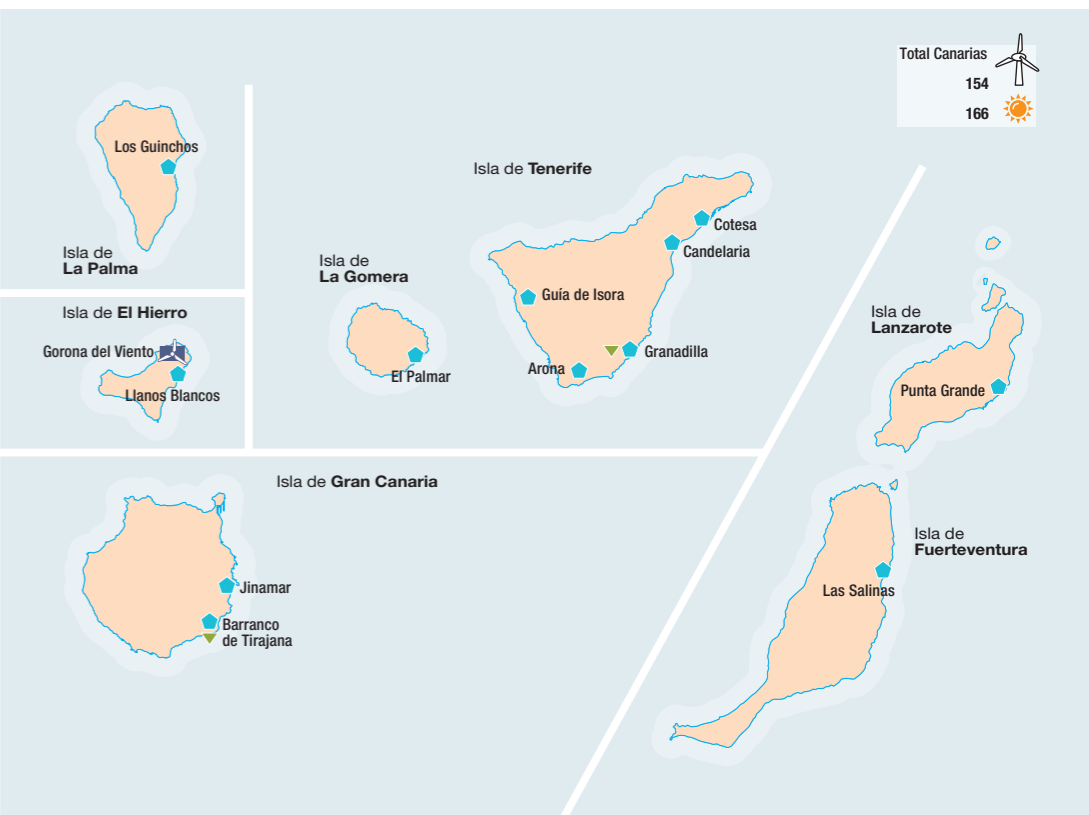 Total Canarias
154
166
Los Guinchos
Isla de
La Palma
Isla de El Hierro
Gorona del Viento
Llanos Blancos
Isla de
La Gomera
El Palmar
Isla de Tenerife
Cotesa
Candelaria
Guía de Isora
Granadilla
Arona
Isla de
Lanzarote
Punta Grande
Isla de Gran Canaria
Jinamar
Barranco
de Tirajana
Isla de
Fuerteventura
Las Salinas